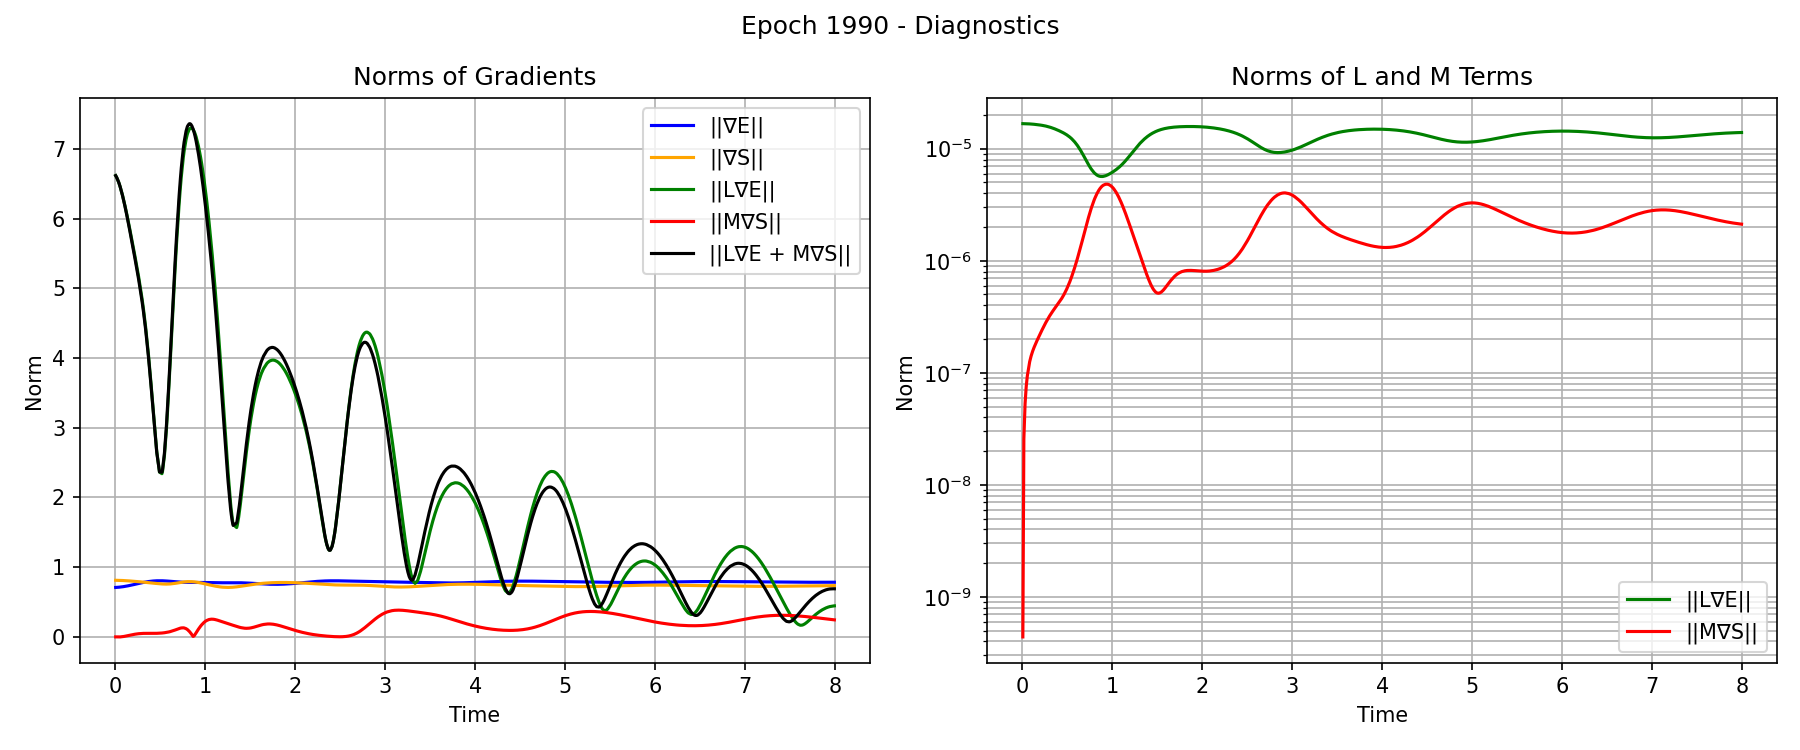 Epoch 1990 - Diagnostics
Norms of Gradients
Norm
7
6
5
4
3
2
1
0
||∇E||
||∇S||
||L∇E||
||M∇S||
||L∇E + M∇S||
0 1 2 3 4 5 6 7 8
Time
Norms of L and M Terms
Norm
10⁻⁵
10⁻⁶
10⁻⁷
10⁻⁸
10⁻⁹
||L∇E||
||M∇S||
0 1 2 3 4 5 6 7 8
Time